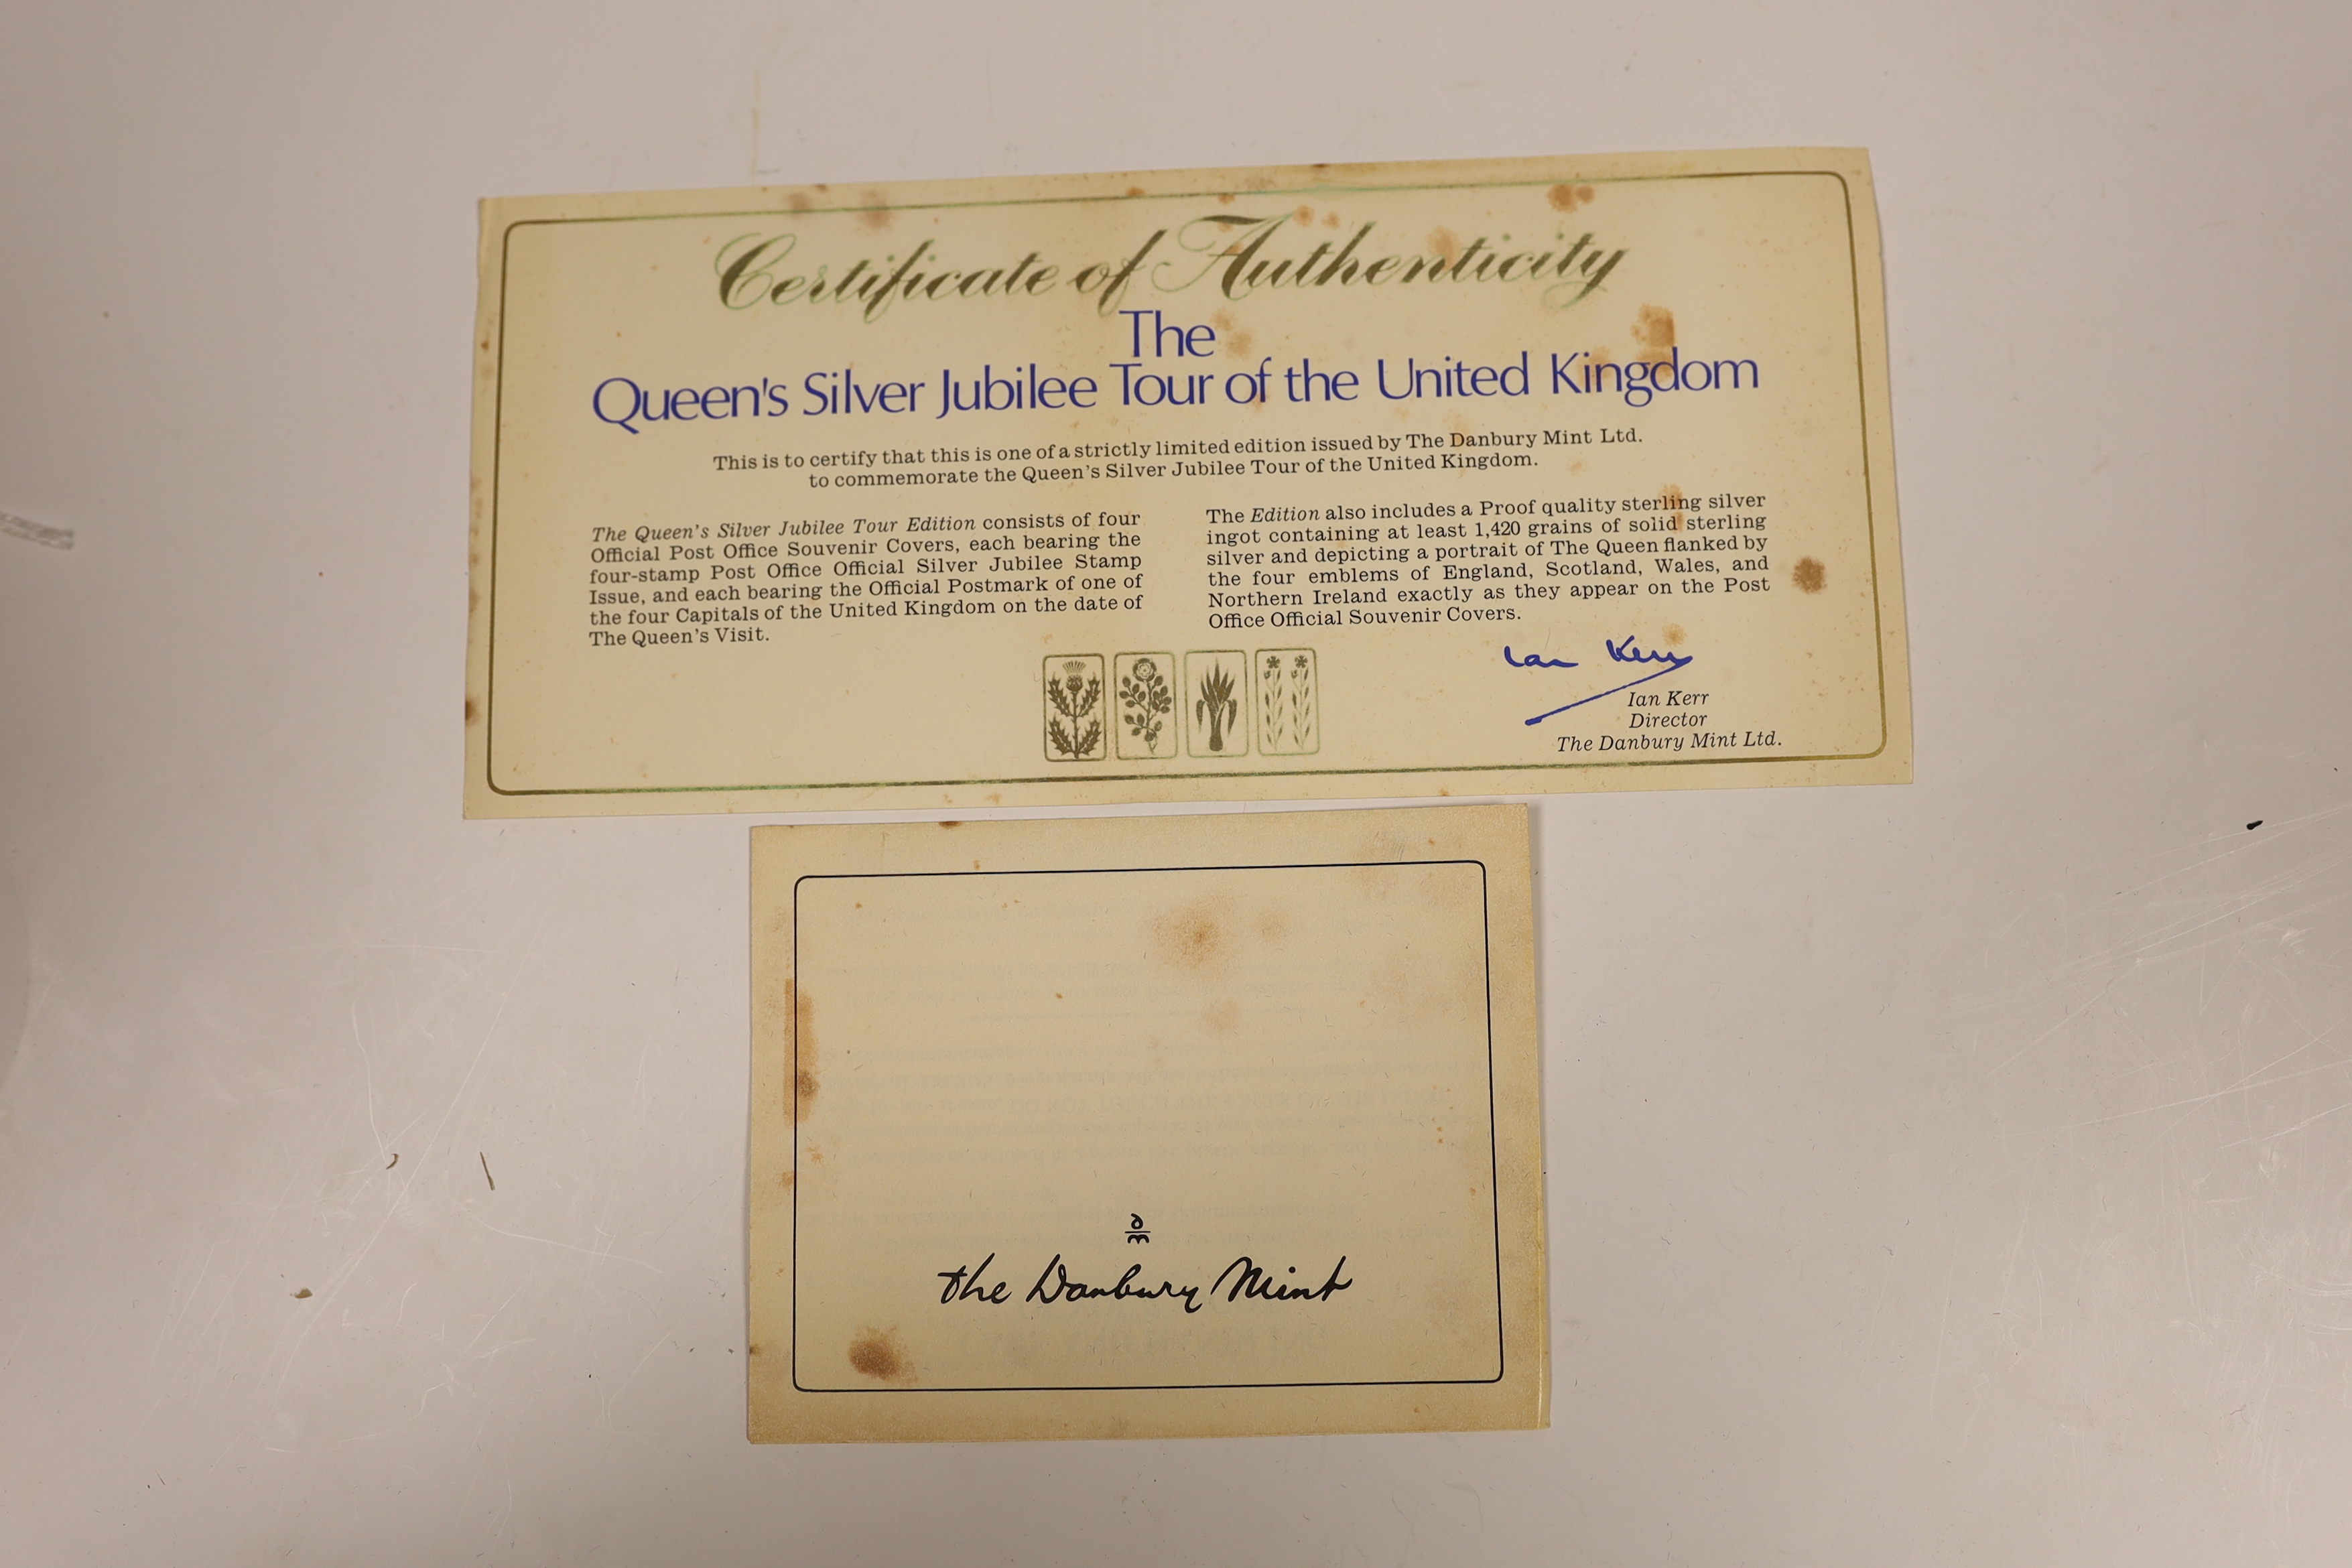 Certificate of Authenticity
The
Queen's Silver Jubilee Tour of the United Kingdom
This is to certify that this is one of a strictly limited edition issued by The Danbury Mint Ltd.
to commemorate the Queen's Silver Jubilee Tour of the United Kingdom.
The Queen's Silver Jubilee Tour Edition consists of four
Official Post Office Souvenir Covers, each bearing the
four-stamp Post Office Official Silver Jubilee Stamp
Issue, and each bearing the Official Postmark of one of
the four Capitals of the United Kingdom on the date of
The Queen's Visit.
The Edition also includes a Proof quality sterling silver
ingot containing at least 1,420 grains of solid sterling
silver and depicting a portrait of The Queen flanked by
the four emblems of England, Scotland, Wales, and
Northern Ireland exactly as they appear on the Post
Office Official Souvenir Covers.
Ian Kerr
Ian Kerr
Director
The Danbury Mint Ltd.
d
m
the Danbury Mint